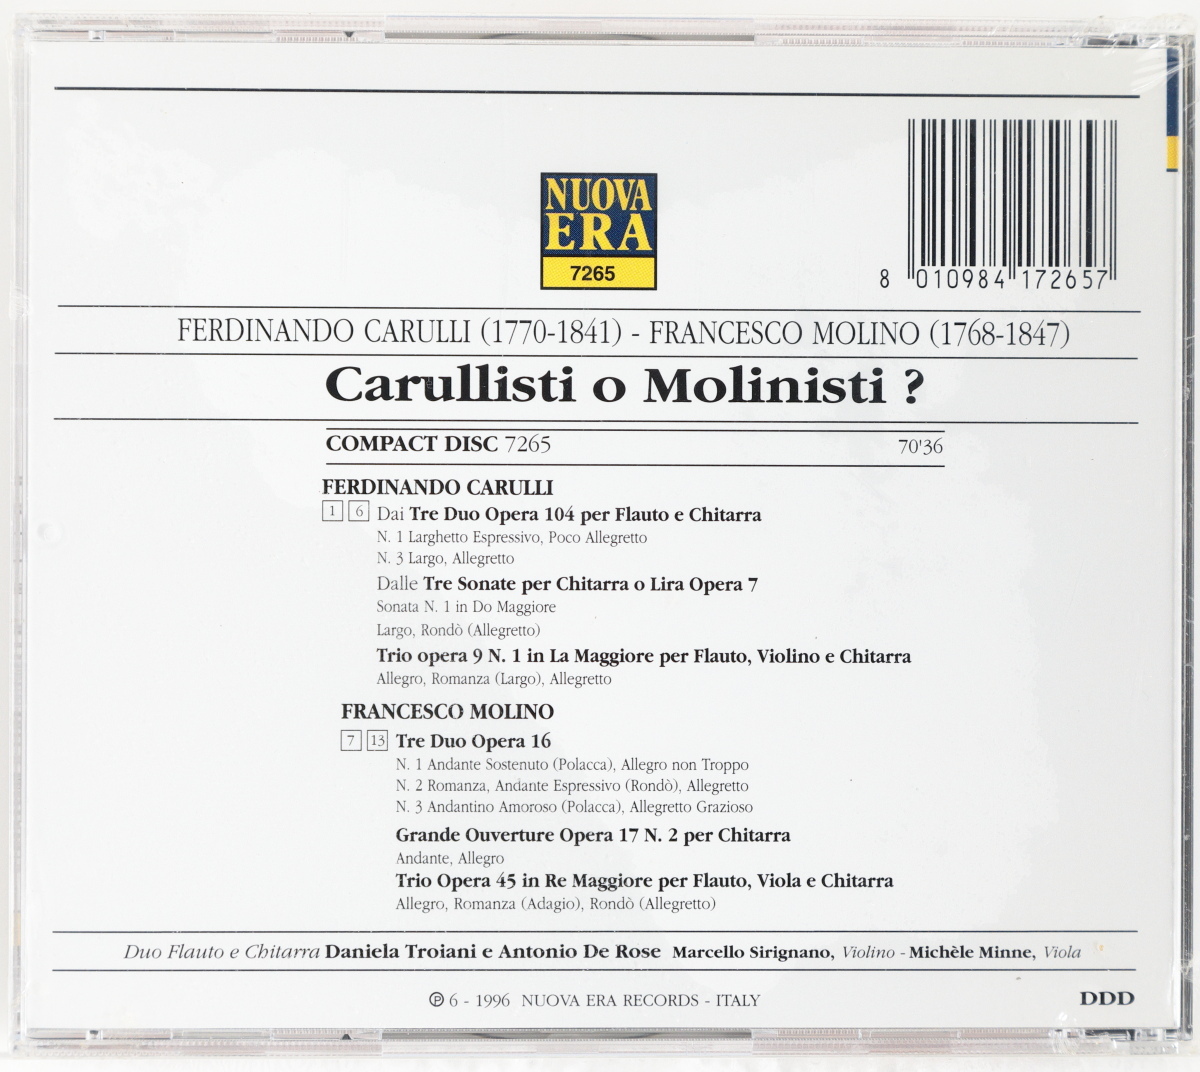 NUOVA
ERA
7265
8 010984 172657
FERDINANDO CARULLI (1770-1841) - FRANCESCO MOLINO (1768-1847)
Carullisti o Molinisti ?
COMPACT DISC 7265 70'36
FERDINANDO CARULLI
1 6 Dai Tre Duo Opera 104 per Flauto e Chitarra
N. 1 Larghetto Espressivo, Poco Allegretto
N. 3 Largo, Allegretto
Dalle Tre Sonate per Chitarra o Lira Opera 7
Sonata N. 1 in Do Maggiore
Largo, Rondò (Allegretto)
Trio opera 9 N. 1 in La Maggiore per Flauto, Violino e Chitarra
Allegro, Romanza (Largo), Allegretto
FRANCESCO MOLINO
7 13 Tre Duo Opera 16
N. 1 Andante Sostenuto (Polacca), Allegro non Troppo
N. 2 Romanza, Andante Espressivo (Rondò), Allegretto
N. 3 Andantino Amoroso (Polacca), Allegretto Grazioso
Grande Ouverture Opera 17 N. 2 per Chitarra
Andante, Allegro
Trio Opera 45 in Re Maggiore per Flauto, Viola e Chitarra
Allegro, Romanza (Adagio), Rondò (Allegretto)
Duo Flauto e Chitarra Daniela Troiani e Antonio De Rose Marcello Sirignano, Violino - Michèle Minne, Viola
℗ 6 - 1996 NUOVA ERA RECORDS - ITALY
DDD